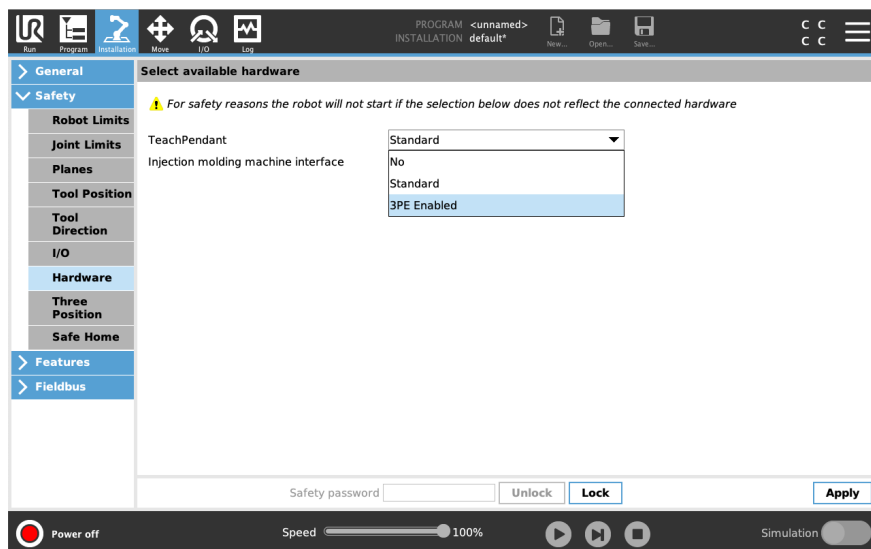 UR
PROGRAM <unnamed>
INSTALLATION default*
C C
C C
Run Program Installation Move I/O Log New... Open... Save...
General
Select available hardware
Safety
For safety reasons the robot will not start if the selection below does not reflect the connected hardware
Robot Limits
Joint Limits
TeachPendant Standard
Injection molding machine interface No
Planes
Standard
Tool Position
3PE Enabled
Tool
Direction
I/O
Hardware
Three
Position
Safe Home
Features
Fieldbus
Safety password Unlock Lock Apply
Power off Speed 100% Simulation